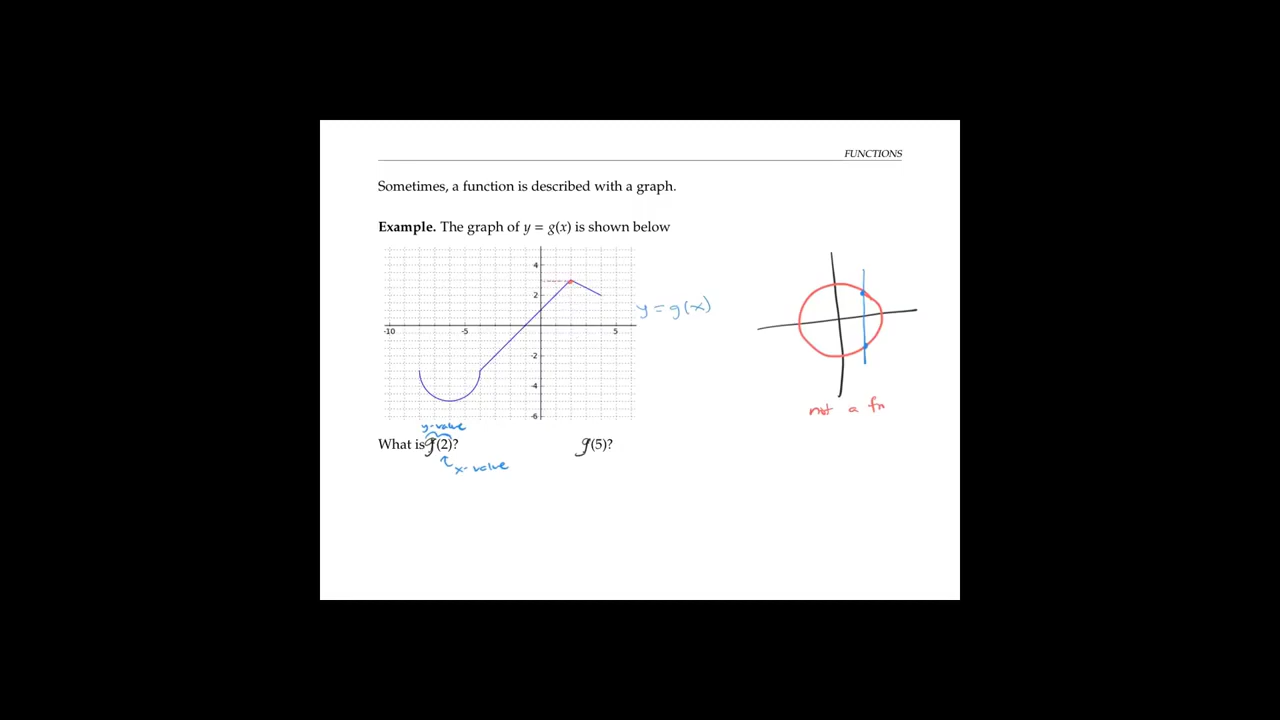 FUNCTIONS
Sometimes, a function is described with a graph.
Example. The graph of y = g(x) is shown below
4
2
-10
-5
5
-2
-4
-6
y = g(x)
not a fn
y-value
What is g(2)?
g(5)?
x-value